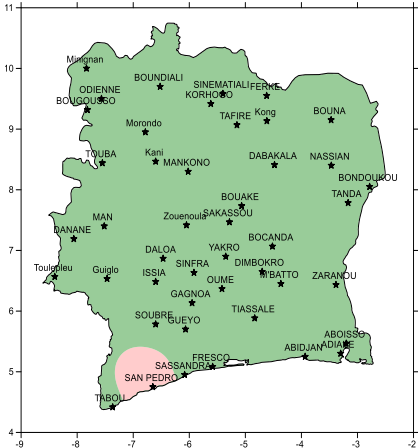 11
10
9
8
7
6
5
4
Minignan
BOUNDIALI
SINEMATIALI
FERKE
ODIENNE
KORHOGO
BOUGOUSSO
TAFIRE
Kong
BOUNA
Morondo
TOUBA
Kani
MANKONO
DABAKALA
NASSIAN
BONDOUKOU
TANDA
BOUAKE
MAN
Zouenoula
SAKASSOU
DANANE
BOCANDA
DALOA
YAKRO
Toulepleu
Guiglo
ISSIA
SINFRA
DIMBOKRO
M'BATTO
ZARANOU
OUME
GAGNOA
SOUBRE
GUEYO
TIASSALE
ABOISSO
ABIDJAN
ADIAKE
FRESCO
SASSANDRA
SAN PEDRO
TABOU
-9 -8 -7 -6 -5 -4 -3 -2